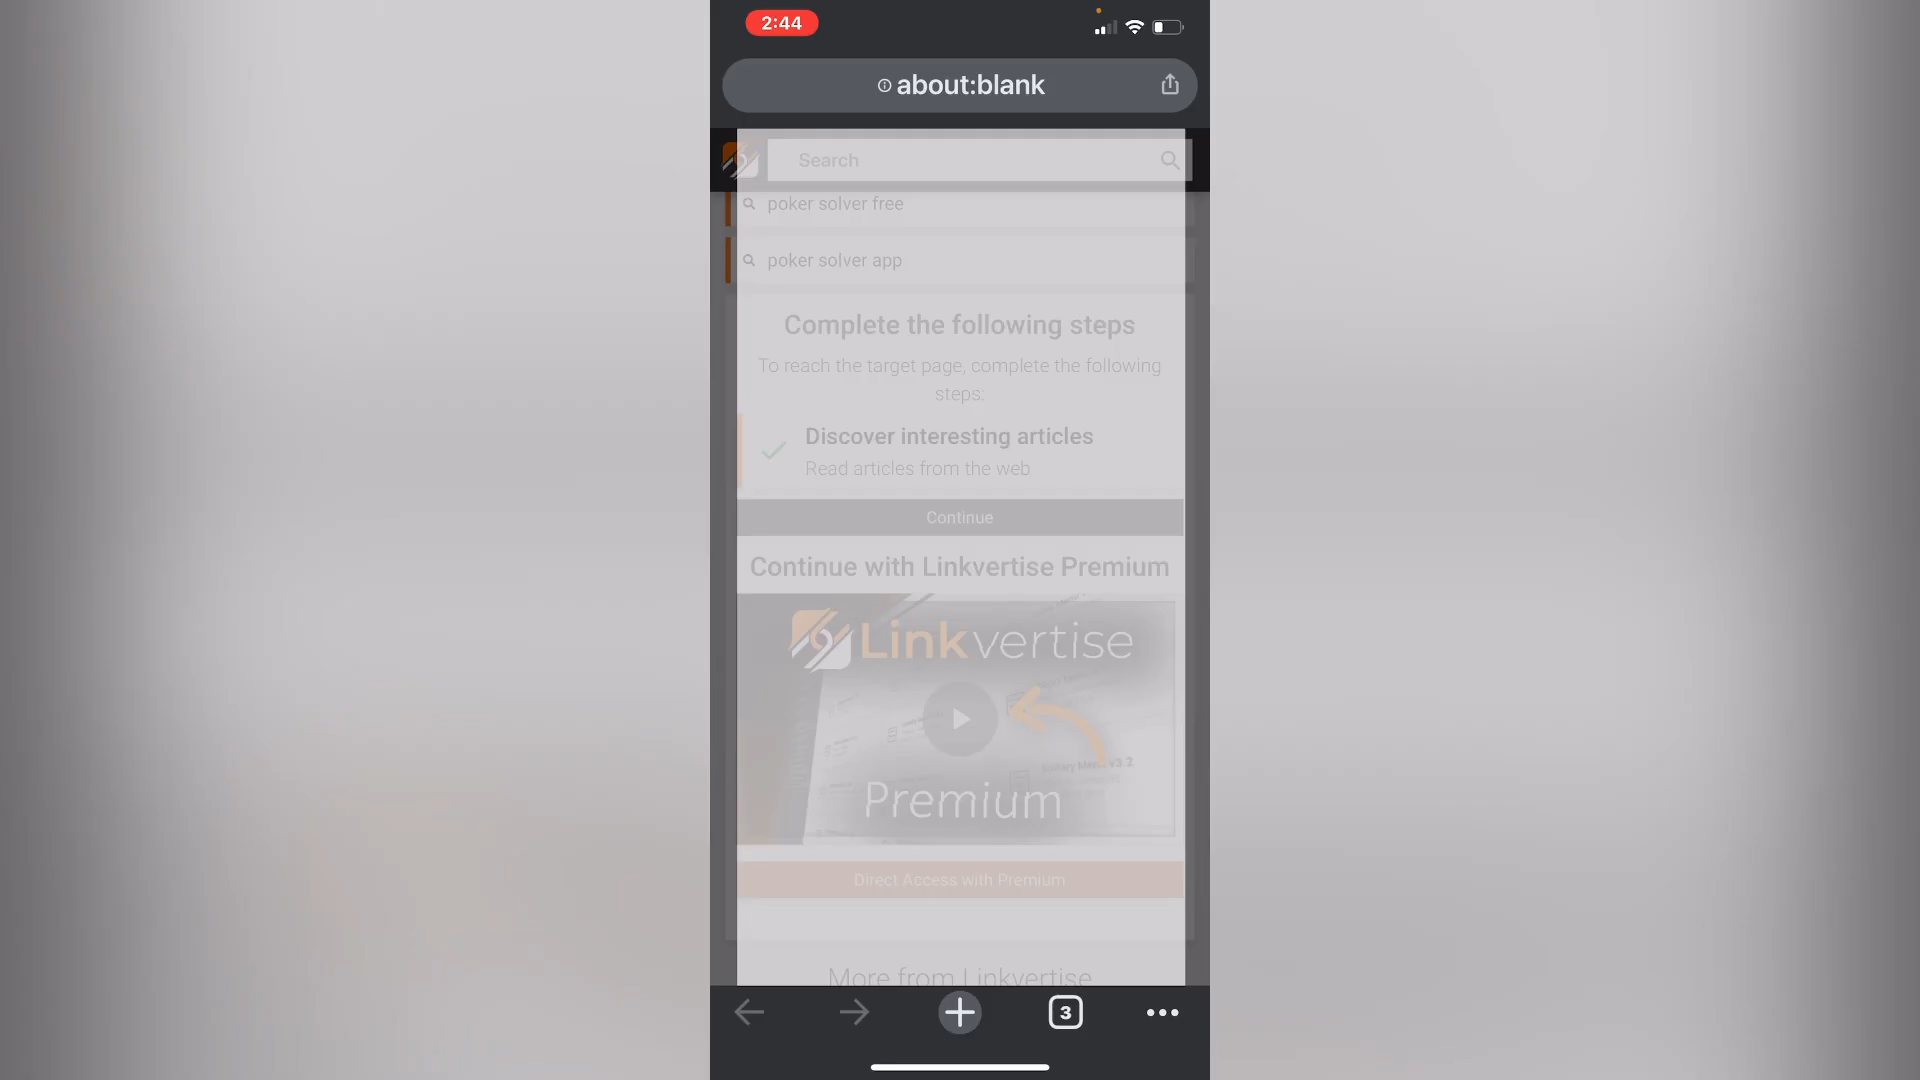 2:44
about:blank
Search
poker solver free
poker solver app
Complete the following steps
To reach the target page, complete the following
steps:
Discover interesting articles
Read articles from the web
Continue
Continue with Linkvertise Premium
Linkvertise
Premium
Direct Access with Premium
More from Linkvertise
3